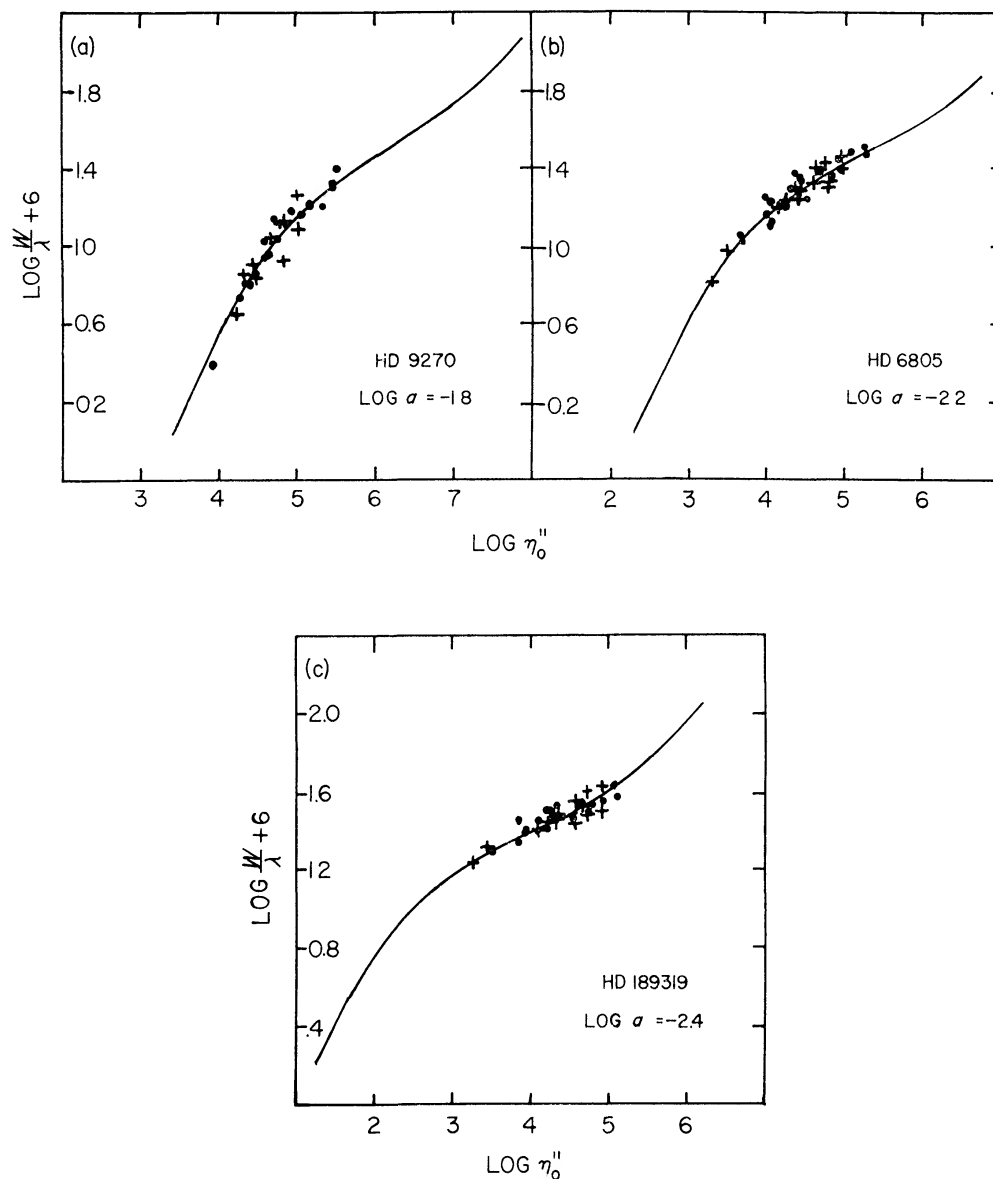 (a)
1.8
1.4
1.0
0.6
0.2
LOG W/λ +6
HD 9270
LOG a = -1.8
3 4 5 6 7
(b)
1.8
1.4
1.0
0.6
0.2
HD 6805
LOG a = -2.2
2 3 4 5 6
LOG η₀"
(c)
2.0
1.6
1.2
0.8
.4
LOG W/λ +6
HD 189319
LOG a = -2.4
2 3 4 5 6
LOG η₀"